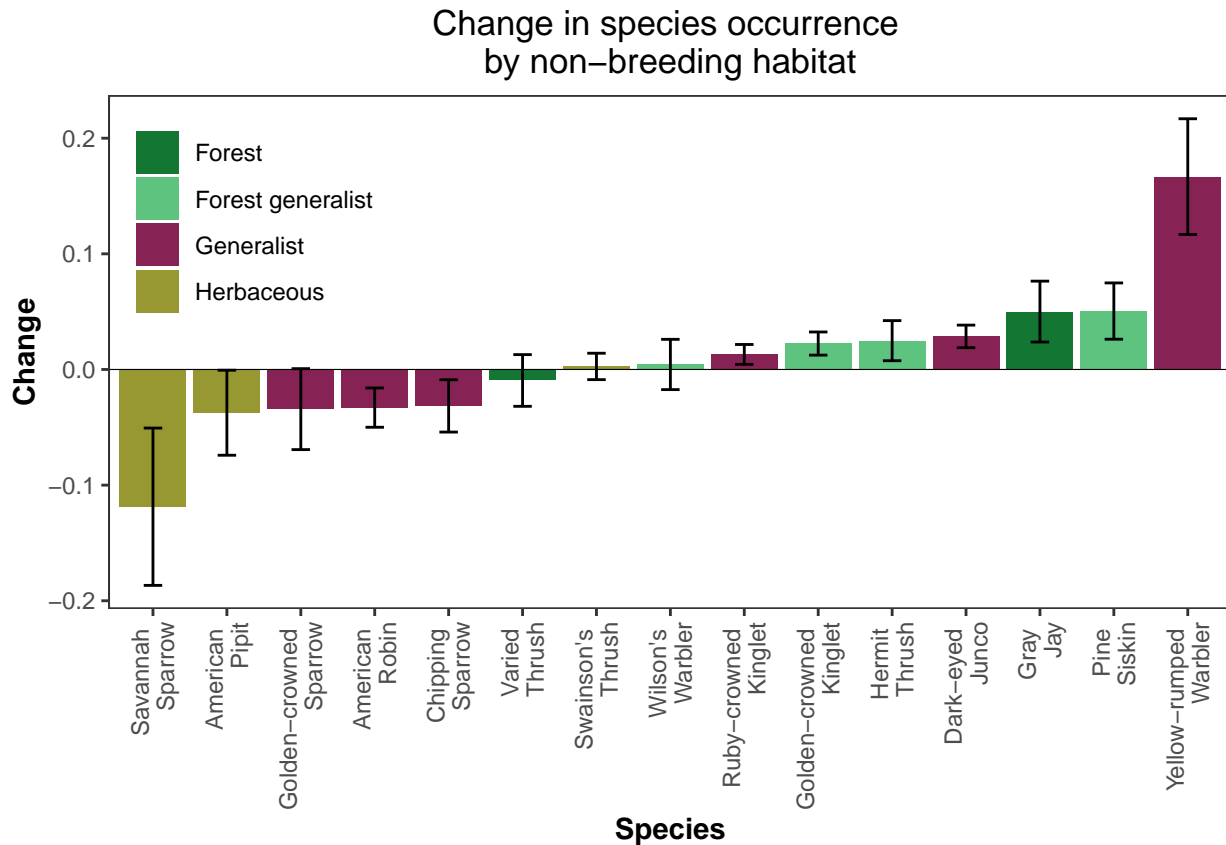 Change in species occurrence
by non−breeding habitat
0.2
0.1
0.0
−0.1
−0.2
Change
Forest
Forest generalist
Generalist
Herbaceous
Savannah
Sparrow
American
Pipit
Golden−crowned
Sparrow
American
Robin
Chipping
Sparrow
Varied
Thrush
Swainson's
Thrush
Wilson's
Warbler
Ruby−crowned
Kinglet
Golden−crowned
Kinglet
Hermit
Thrush
Dark−eyed
Junco
Gray
Jay
Pine
Siskin
Yellow−rumped
Warbler
Species